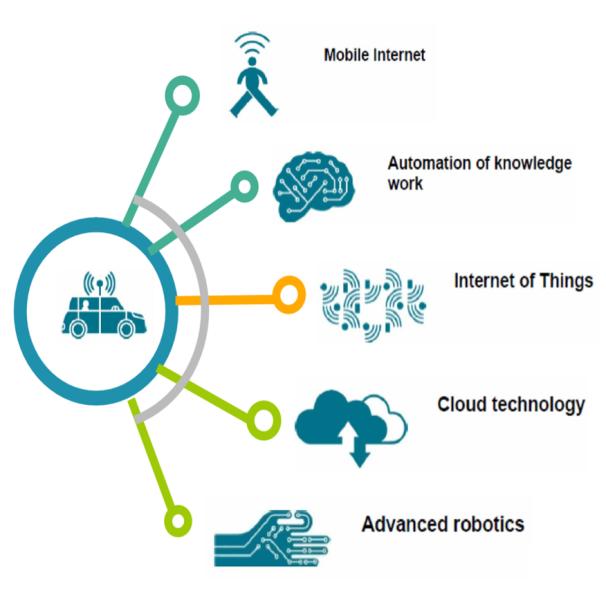 Mobile Internet
Automation of knowledge
work
Internet of Things
Cloud technology
Advanced robotics